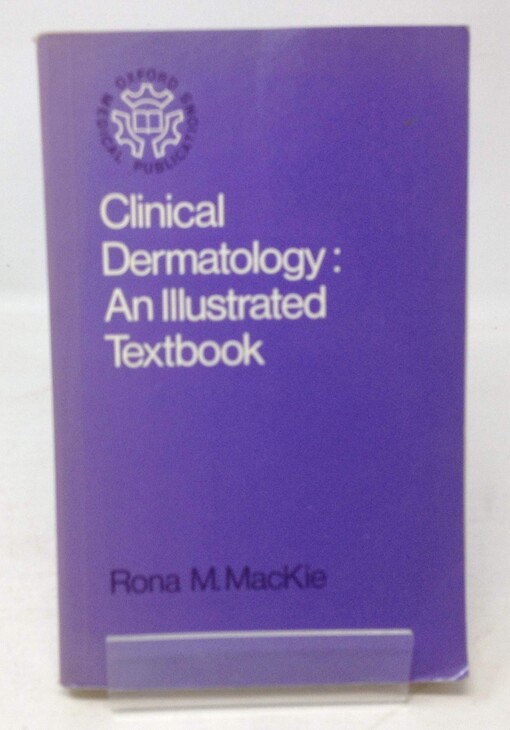 OXFORD MEDICAL PUBLICATIONS
Clinical
Dermatology:
An Illustrated
Textbook
Rona M. MacKie